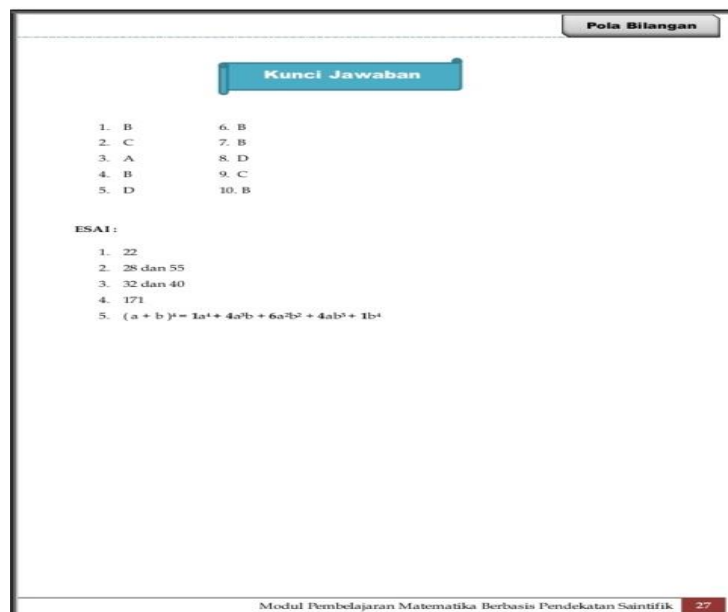 Pola Bilangan
Kunci Jawaban
1. B
2. C
3. A
4. B
5. D
6. B
7. B
8. D
9. C
10. B
ESAI :
1. 22
2. 28 dan 55
3. 32 dan 40
4. 171
5. ( a + b )⁴ = 1a⁴ + 4a³b + 6a²b² + 4ab³ + 1b⁴
Modul Pembelajaran Matematika Berbasis Pendekatan Saintifik 27